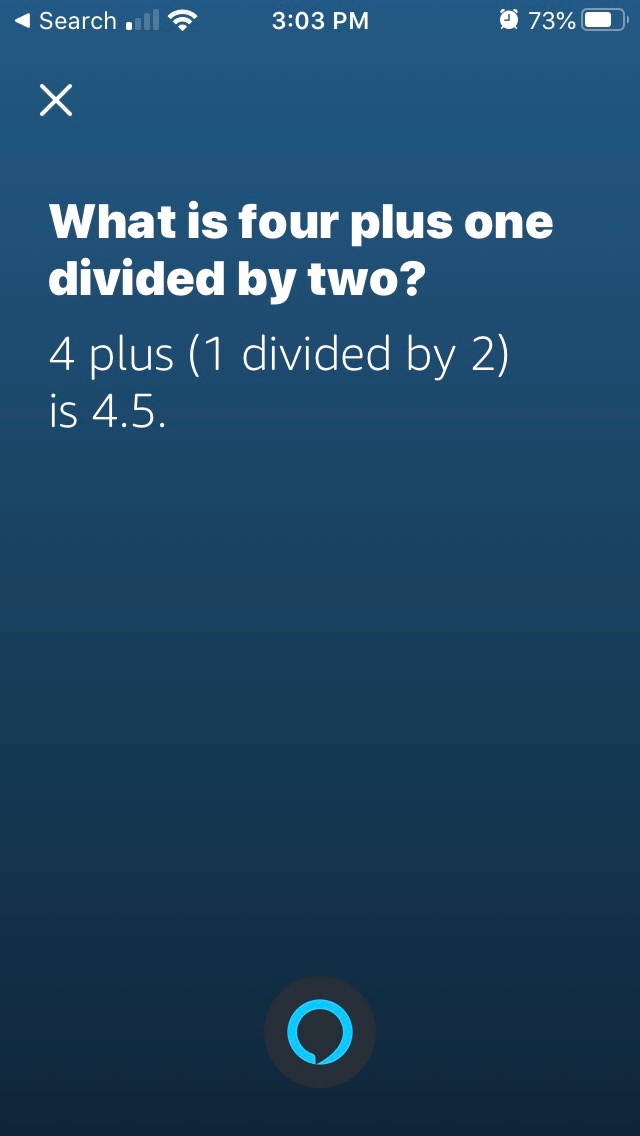 ◀ Search 3:03 PM 73%
What is four plus one
divided by two?
4 plus (1 divided by 2)
is 4.5.